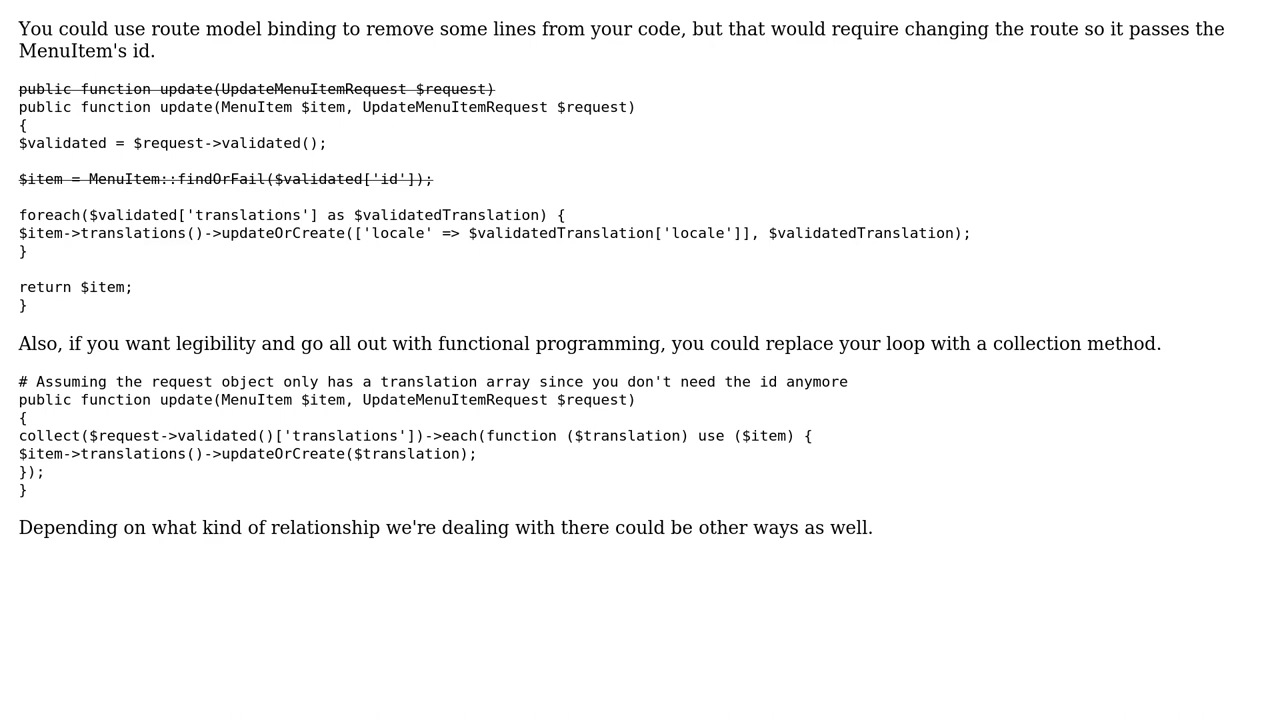 You could use route model binding to remove some lines from your code, but that would require changing the route so it passes the
MenuItem's id.
public function update(UpdateMenuItemRequest $request)
public function update(MenuItem $item, UpdateMenuItemRequest $request)
{
$validated = $request->validated();
$item = MenuItem::findOrFail($validated['id']);
foreach($validated['translations'] as $validatedTranslation) {
$item->translations()->updateOrCreate(['locale' => $validatedTranslation['locale']], $validatedTranslation);
}
return $item;
}
Also, if you want legibility and go all out with functional programming, you could replace your loop with a collection method.
# Assuming the request object only has a translation array since you don't need the id anymore
public function update(MenuItem $item, UpdateMenuItemRequest $request)
{
collect($request->validated()['translations'])->each(function ($translation) use ($item) {
$item->translations()->updateOrCreate($translation);
});
}
Depending on what kind of relationship we're dealing with there could be other ways as well.